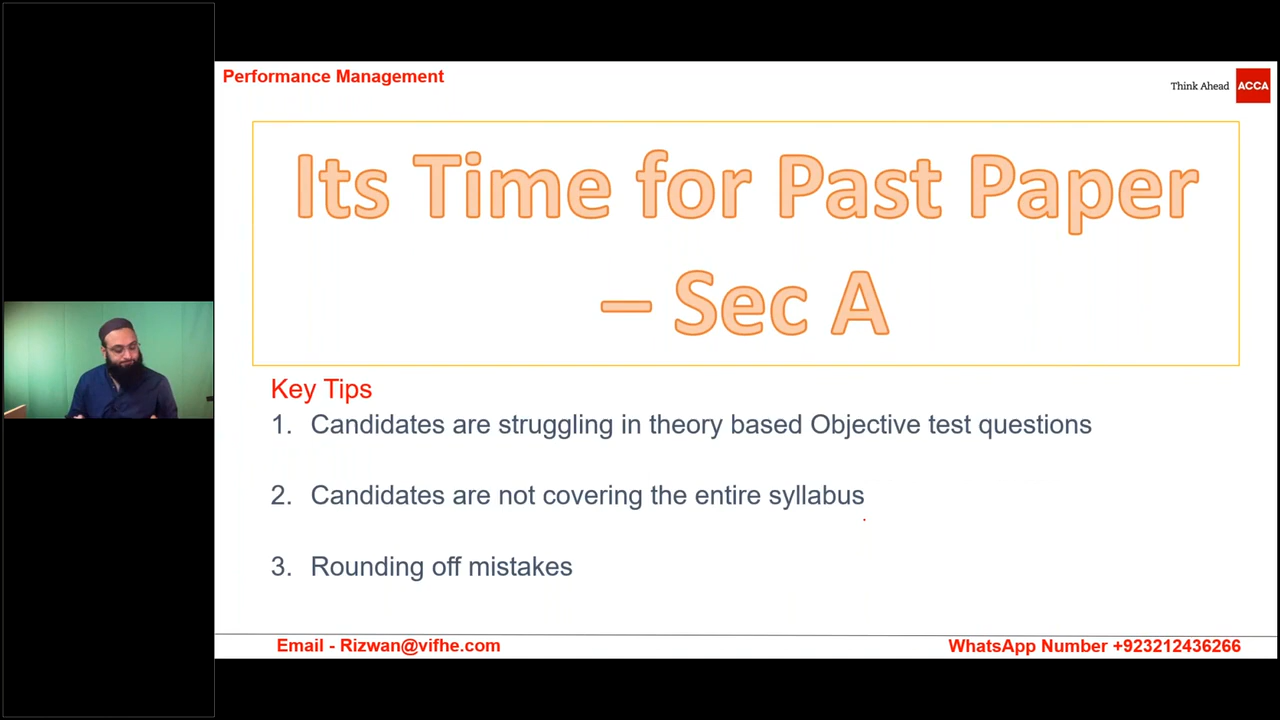 Performance Management
Think Ahead ACCA
Its Time for Past Paper
– Sec A
Key Tips
1. Candidates are struggling in theory based Objective test questions
2. Candidates are not covering the entire syllabus
3. Rounding off mistakes
Email - Rizwan@vifhe.com
WhatsApp Number +923212436266